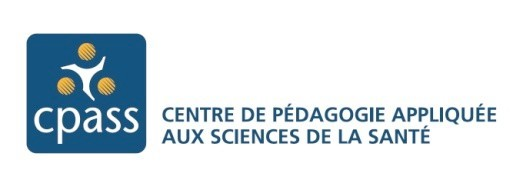 cpass
CENTRE DE PÉDAGOGIE APPLIQUÉE
AUX SCIENCES DE LA SANTÉ